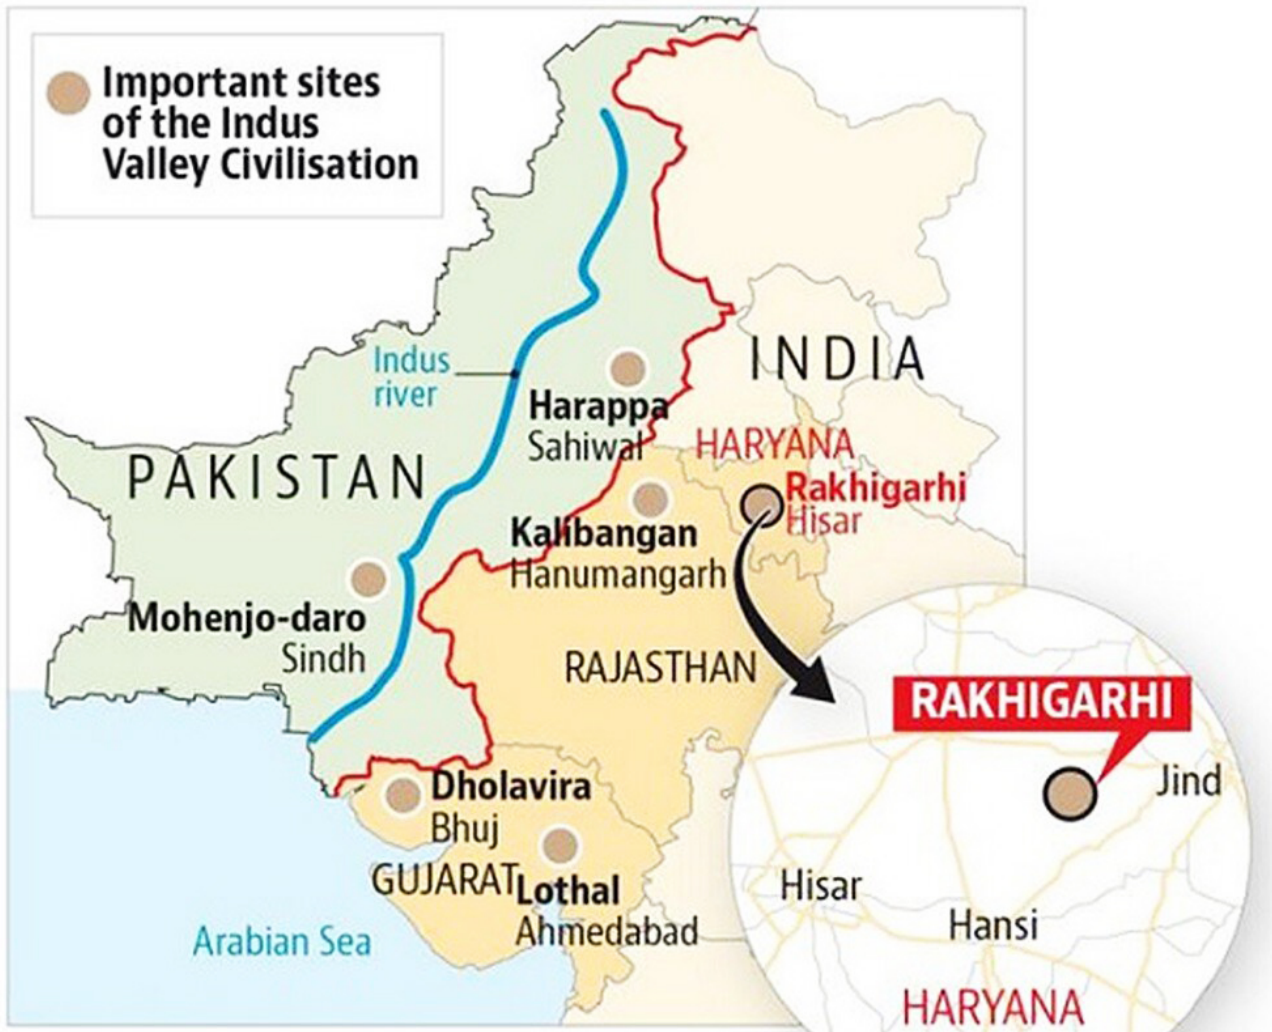 Important sites
of the Indus
Valley Civilisation
Indus
river
INDIA
Harappa
Sahiwal
HARYANA
PAKISTAN
Rakhigarhi
Hisar
Kalibangan
Hanumangarh
Mohenjo-daro
Sindh
RAJASTHAN
RAKHIGARHI
Jind
Dholavira
Bhuj
GUJARAT
Lothal
Ahmedabad
Arabian Sea
Hisar
Hansi
HARYANA